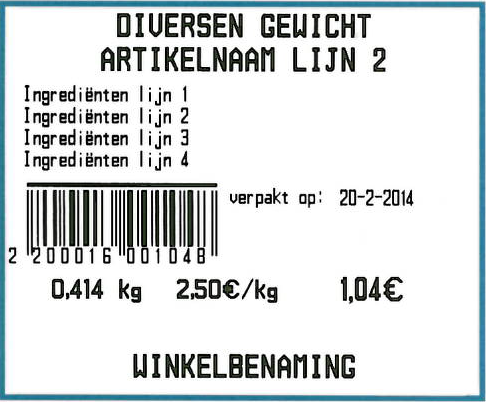 DIVERSEN GEWICHT
ARTIKELNAAM LIJN 2
Ingrediënten lijn 1
Ingrediënten lijn 2
Ingrediënten lijn 3
Ingrediënten lijn 4
verpakt op: 20-2-2014
2 200016 001048
0,414 kg 2,50€/kg 1,04€
WINKELBENAMING